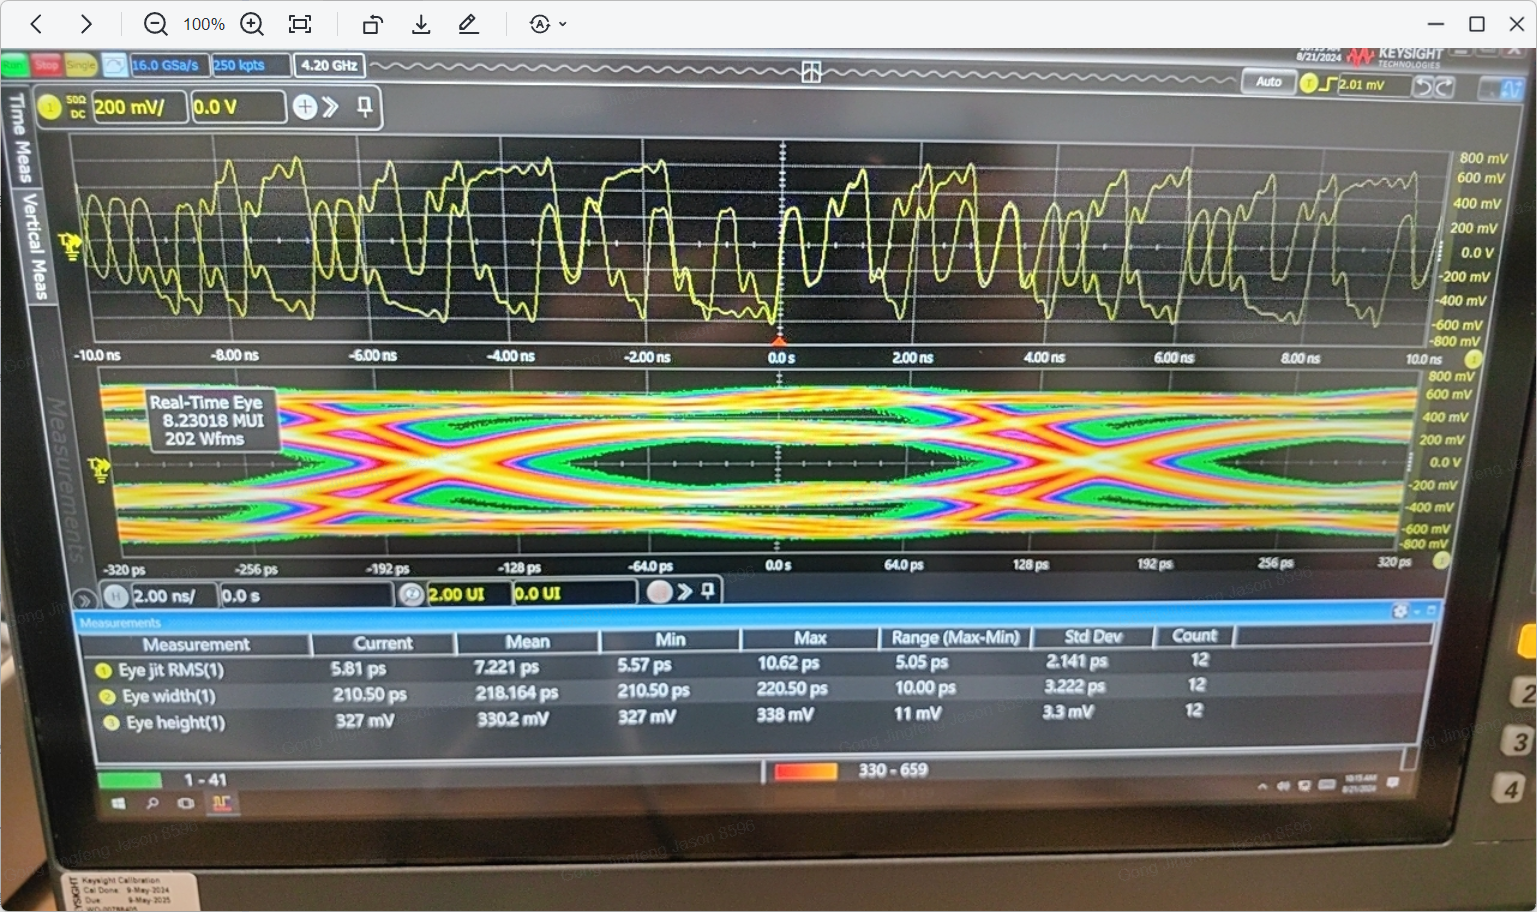 100%
Run Stop Single 16.0 GSa/s 250 kpts 4.20 GHz
8/21/2024 KEYSIGHT
TECHNOLOGIES
Auto T 2.01 mV
1 50Ω DC 200 mV/ 0.0 V
Time Meas
Vertical Meas
Measurements
800 mV
600 mV
400 mV
200 mV
0.0 V
-200 mV
-400 mV
-600 mV
-800 mV
-10.0 ns -8.00 ns -6.00 ns -4.00 ns -2.00 ns 0.0 s 2.00 ns 4.00 ns 6.00 ns 8.00 ns 10.0 ns
Real-Time Eye
8.23018 MUI
202 Wfms
800 mV
600 mV
400 mV
200 mV
0.0 V
-200 mV
-400 mV
-600 mV
-800 mV
-320 ps -256 ps -192 ps -128 ps -64.0 ps 0.0 s 64.0 ps 128 ps 192 ps 256 ps 320 ps
H 2.00 ns/ 0.0 s 2.00 UI 0.0 UI
Measurements
Measurement Current Mean Min Max Range (Max-Min) Std Dev Count
1 Eye jit RMS(1) 5.81 ps 7.221 ps 5.57 ps 10.62 ps 5.05 ps 2.141 ps 12
2 Eye width(1) 210.50 ps 218.164 ps 210.50 ps 220.50 ps 10.00 ps 3.222 ps 12
3 Eye height(1) 327 mV 330.2 mV 327 mV 338 mV 11 mV 3.3 mV 12
1 - 41 330 - 659
10:15 AM
8/21/2024
2
3
4
KEYSIGHT
Keysight Calibration
Cal Done: 9-May-2024
Due: 9-May-2025
Gong Jingfeng Jason 8596